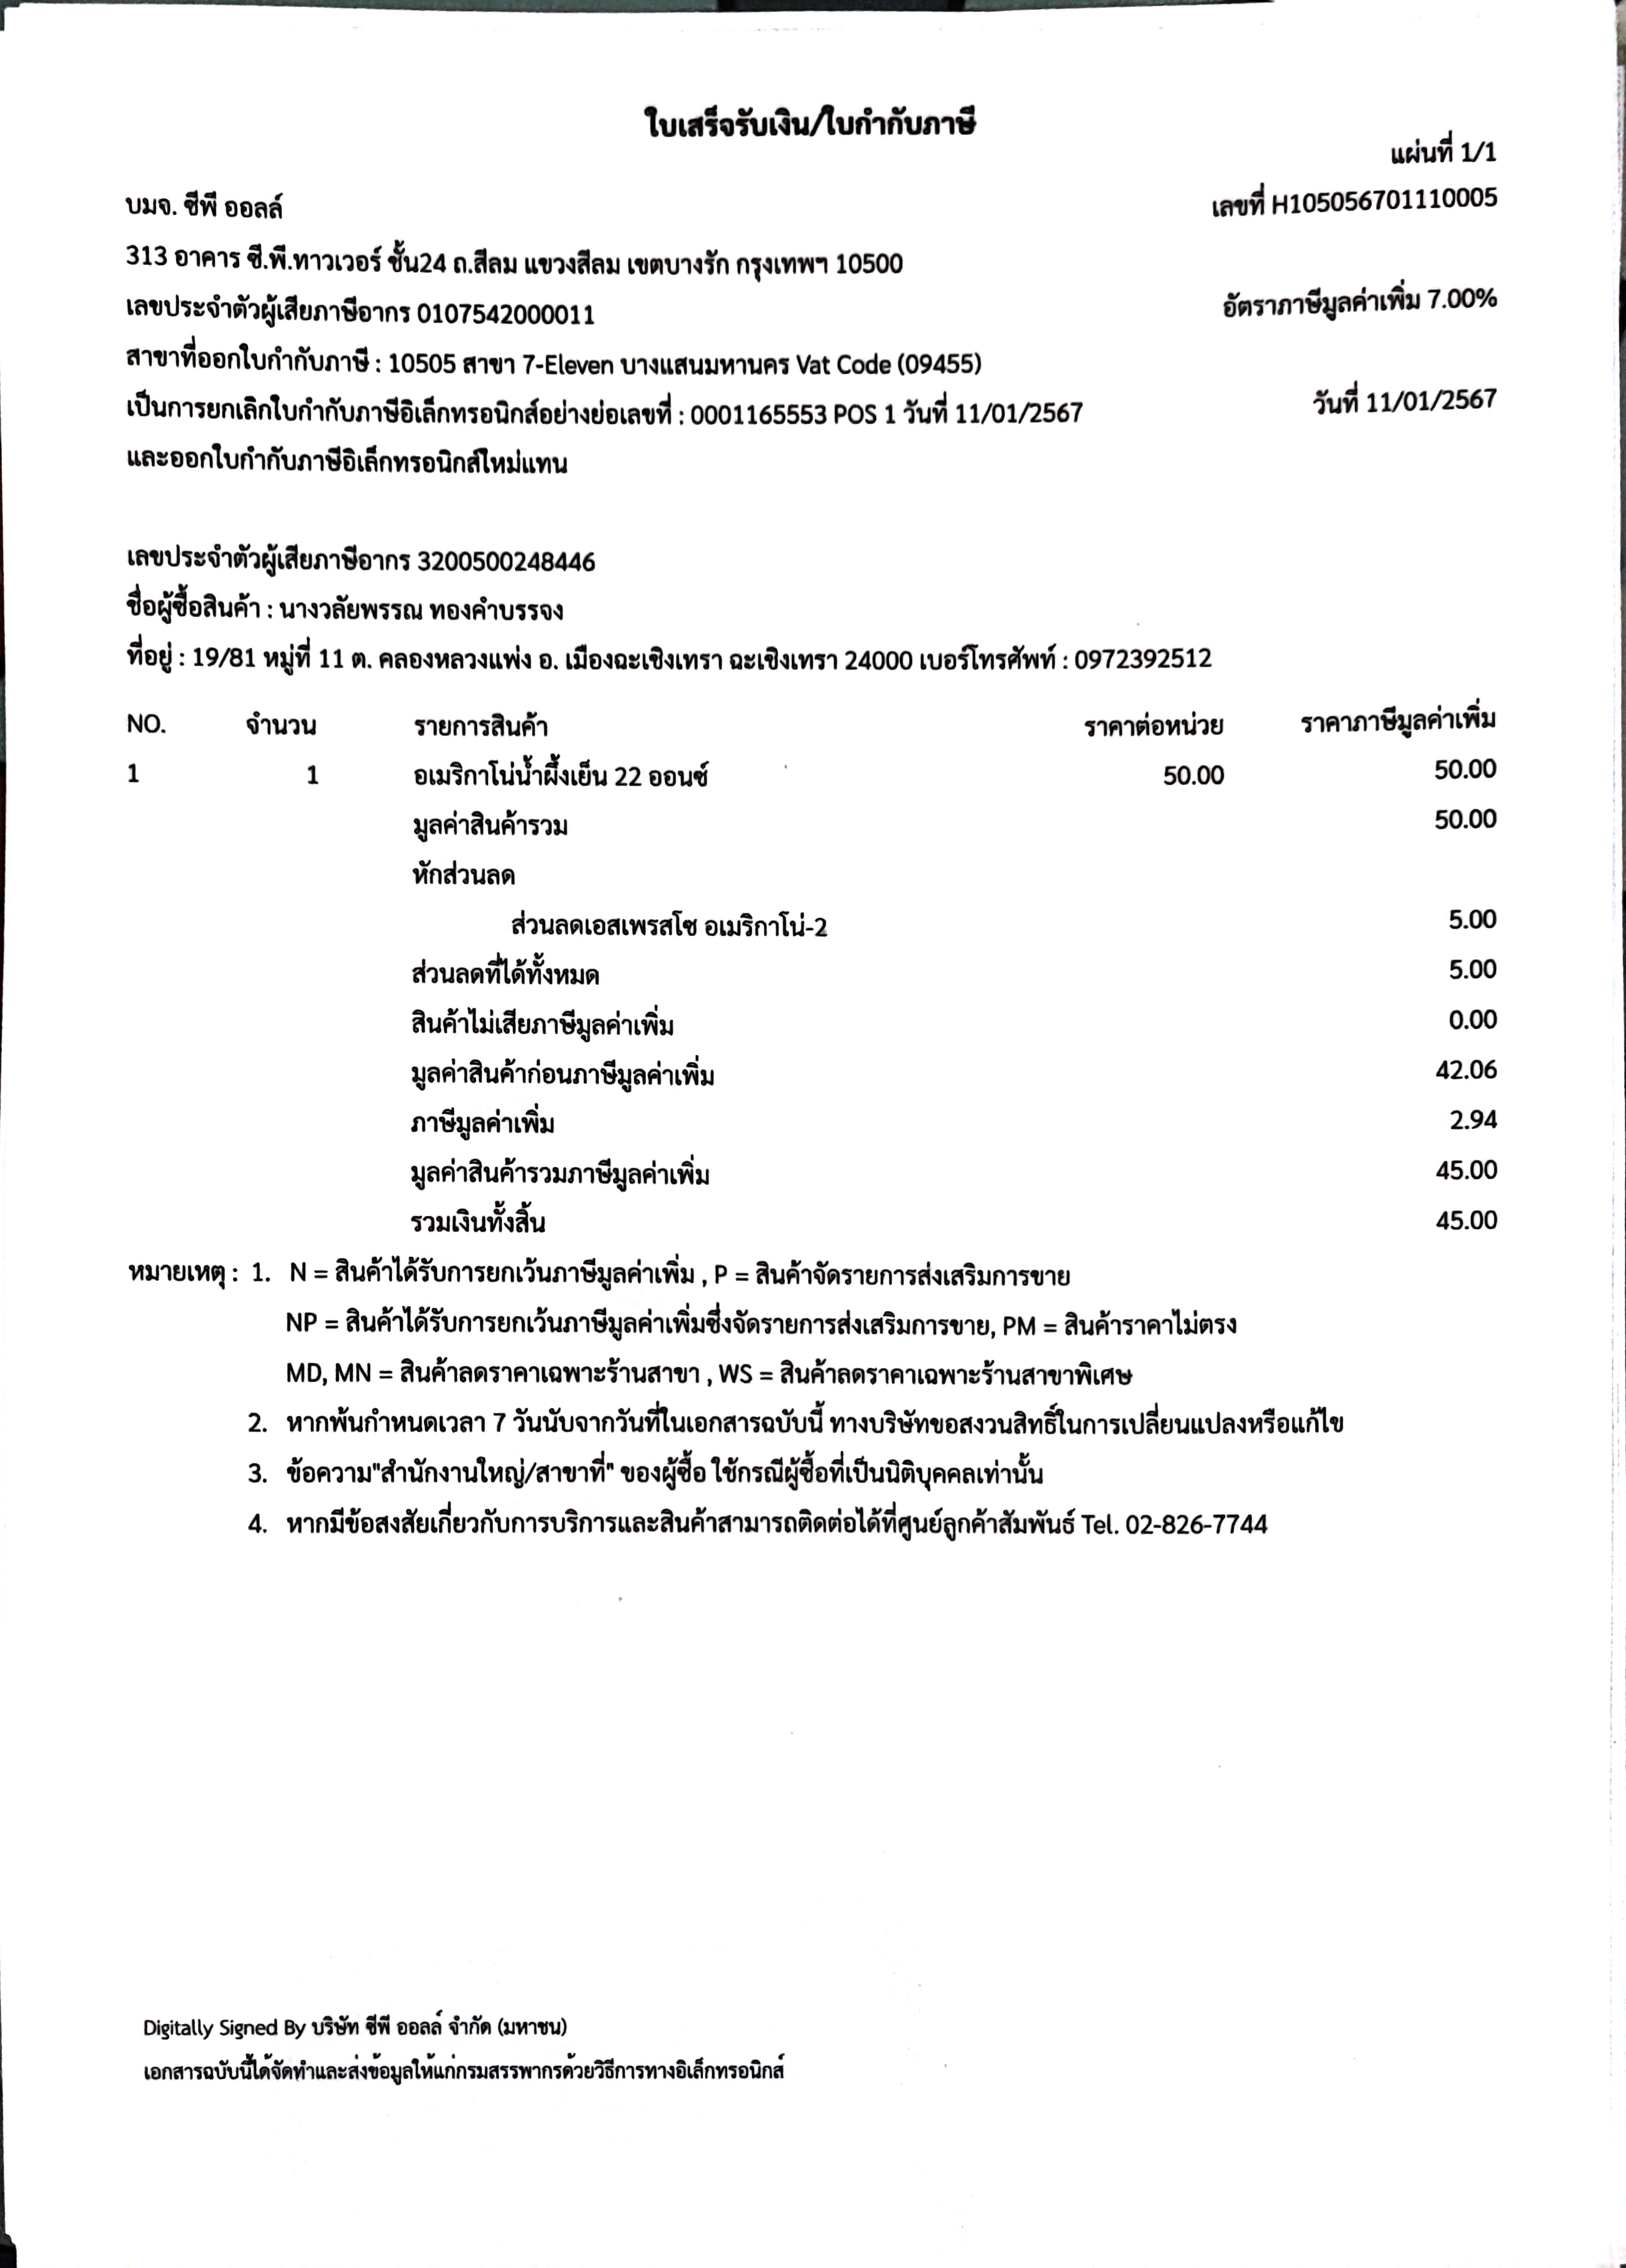 ใบเสร็จรับเงิน/ใบกำกับภาษี
แผ่นที่ 1/1
บมจ. ซีพี ออลล์
เลขที่ H105056701110005
313 อาคาร ซี.พี.ทาวเวอร์ ชั้น24 ถ.สีลม แขวงสีลม เขตบางรัก กรุงเทพฯ 10500
เลขประจำตัวผู้เสียภาษีอากร 0107542000011
อัตราภาษีมูลค่าเพิ่ม 7.00%
สาขาที่ออกใบกำกับภาษี : 10505 สาขา 7-Eleven บางแสนมหานคร Vat Code (09455)
เป็นการยกเลิกใบกำกับภาษีอิเล็กทรอนิกส์อย่างย่อเลขที่ : 0001165553 POS 1 วันที่ 11/01/2567
วันที่ 11/01/2567
และออกใบกำกับภาษีอิเล็กทรอนิกส์ใหม่แทน
เลขประจำตัวผู้เสียภาษีอากร 3200500248446
ชื่อผู้ซื้อสินค้า : นางวลัยพรรณ ทองคำบรรจง
ที่อยู่ : 19/81 หมู่ที่ 11 ต. คลองหลวงแพ่ง อ. เมืองฉะเชิงเทรา ฉะเชิงเทรา 24000 เบอร์โทรศัพท์ : 0972392512
NO. จำนวน รายการสินค้า ราคาต่อหน่วย ราคาภาษีมูลค่าเพิ่ม
1 1 อเมริกาโน่น้ำผึ้งเย็น 22 ออนซ์ 50.00 50.00
มูลค่าสินค้ารวม 50.00
หักส่วนลด
ส่วนลดเอสเพรสโซ อเมริกาโน่-2 5.00
ส่วนลดที่ได้ทั้งหมด 5.00
สินค้าไม่เสียภาษีมูลค่าเพิ่ม 0.00
มูลค่าสินค้าก่อนภาษีมูลค่าเพิ่ม 42.06
ภาษีมูลค่าเพิ่ม 2.94
มูลค่าสินค้ารวมภาษีมูลค่าเพิ่ม 45.00
รวมเงินทั้งสิ้น 45.00
หมายเหตุ : 1. N = สินค้าได้รับการยกเว้นภาษีมูลค่าเพิ่ม , P = สินค้าจัดรายการส่งเสริมการขาย
NP = สินค้าได้รับการยกเว้นภาษีมูลค่าเพิ่มซึ่งจัดรายการส่งเสริมการขาย, PM = สินค้าราคาไม่ตรง
MD, MN = สินค้าลดราคาเฉพาะร้านสาขา , WS = สินค้าลดราคาเฉพาะร้านสาขาพิเศษ
2. หากพ้นกำหนดเวลา 7 วันนับจากวันที่ในเอกสารฉบับนี้ ทางบริษัทขอสงวนสิทธิ์ในการเปลี่ยนแปลงหรือแก้ไข
3. ข้อความ"สำนักงานใหญ่/สาขาที่" ของผู้ซื้อ ใช้กรณีผู้ซื้อที่เป็นนิติบุคคลเท่านั้น
4. หากมีข้อสงสัยเกี่ยวกับการบริการและสินค้าสามารถติดต่อได้ที่ศูนย์ลูกค้าสัมพันธ์ Tel. 02-826-7744
Digitally Signed By บริษัท ซีพี ออลล์ จำกัด (มหาชน)
เอกสารฉบับนี้ได้จัดทำและส่งข้อมูลให้แก่กรมสรรพากรด้วยวิธีการทางอิเล็กทรอนิกส์